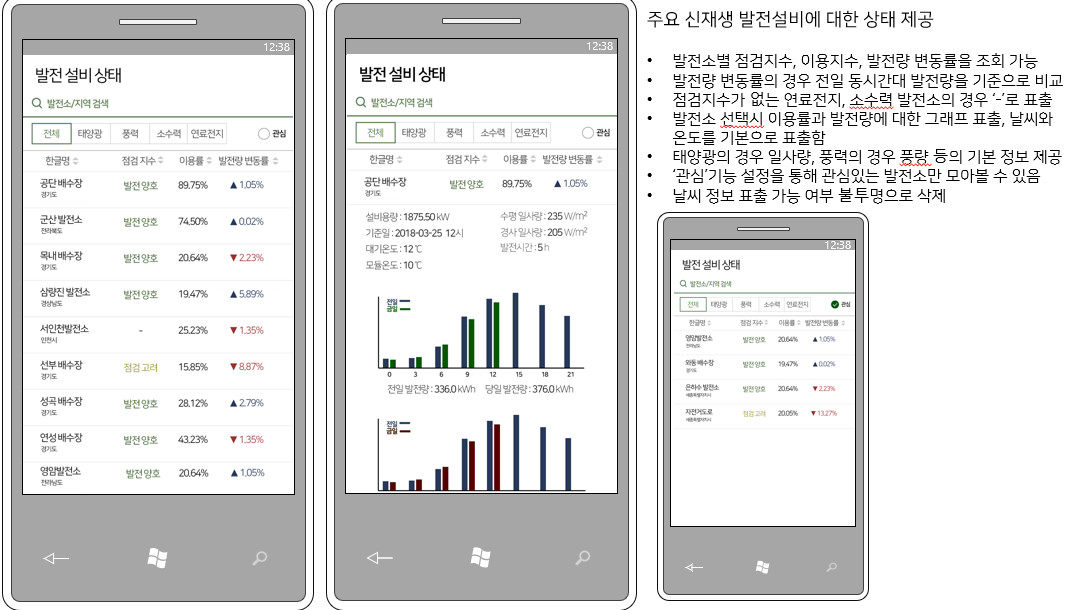 12:38
발전 설비 상태
발전소/지역 검색
전체 태양광 풍력 소수력 연료전지 관심
한글명 점검 지수 이용률 발전량 변동률
공단 배수장 발전 양호 89.75% ▲ 1.05%
경기도
군산 발전소 발전 양호 74.50% ▲ 0.02%
전라북도
목내 배수장 발전 양호 20.64% ▼ 2.23%
경기도
삼랑진 발전소 발전 양호 19.47% ▲ 5.89%
경상남도
서인천발전소 - 25.23% ▼ 1.35%
인천시
선부 배수장 점검 고려 15.85% ▼ 8.87%
경기도
성곡 배수장 발전 양호 28.12% ▲ 2.79%
경기도
연성 배수장 발전 양호 43.23% ▼ 1.35%
경기도
영암발전소 발전 양호 20.64% ▲ 1.05%
전라남도
12:38
발전 설비 상태
발전소/지역 검색
전체 태양광 풍력 소수력 연료전지 관심
한글명 점검 지수 이용률 발전량 변동률
공단 배수장 발전 양호 89.75% ▲ 1.05%
경기도
설비용량 : 1875.50 kW 수평 일사량 : 235 W/m²
기준일 : 2018-03-25 12시 경사 일사량 : 205 W/m²
대기온도 : 12 ℃ 발전시간 : 5 h
모듈온도 : 10 ℃
전일
금일
0 3 6 9 12 15 18 21
전일 발전량 : 336.0 kWh 당일 발전량 : 376.0 kWh
전일
금일
주요 신재생 발전설비에 대한 상태 제공
• 발전소별 점검지수, 이용지수, 발전량 변동률을 조회 가능
• 발전량 변동률의 경우 전일 동시간대 발전량을 기준으로 비교
• 점검지수가 없는 연료전지, 소수력 발전소의 경우 ‘-’로 표출
• 발전소 선택시 이용률과 발전량에 대한 그래프 표출, 날씨와
온도를 기본으로 표출함
• 태양광의 경우 일사량, 풍력의 경우 풍량 등의 기본 정보 제공
• ‘관심’기능 설정을 통해 관심있는 발전소만 모아볼 수 있음
• 날씨 정보 표출 가능 여부 불투명으로 삭제
12:38
발전 설비 상태
발전소/지역 검색
전체 태양광 풍력 소수력 연료전지 관심
한글명 점검 지수 이용률 발전량 변동률
영암발전소 발전 양호 20.64% ▲ 1.05%
전라남도
와동 배수장 발전 양호 19.47% ▲ 0.02%
경기도
은하수 발전소 발전 양호 20.64% ▼ 2.23%
세종특별자치시
자전거도로 점검 고려 20.05% ▼ 13.27%
세종특별자치시